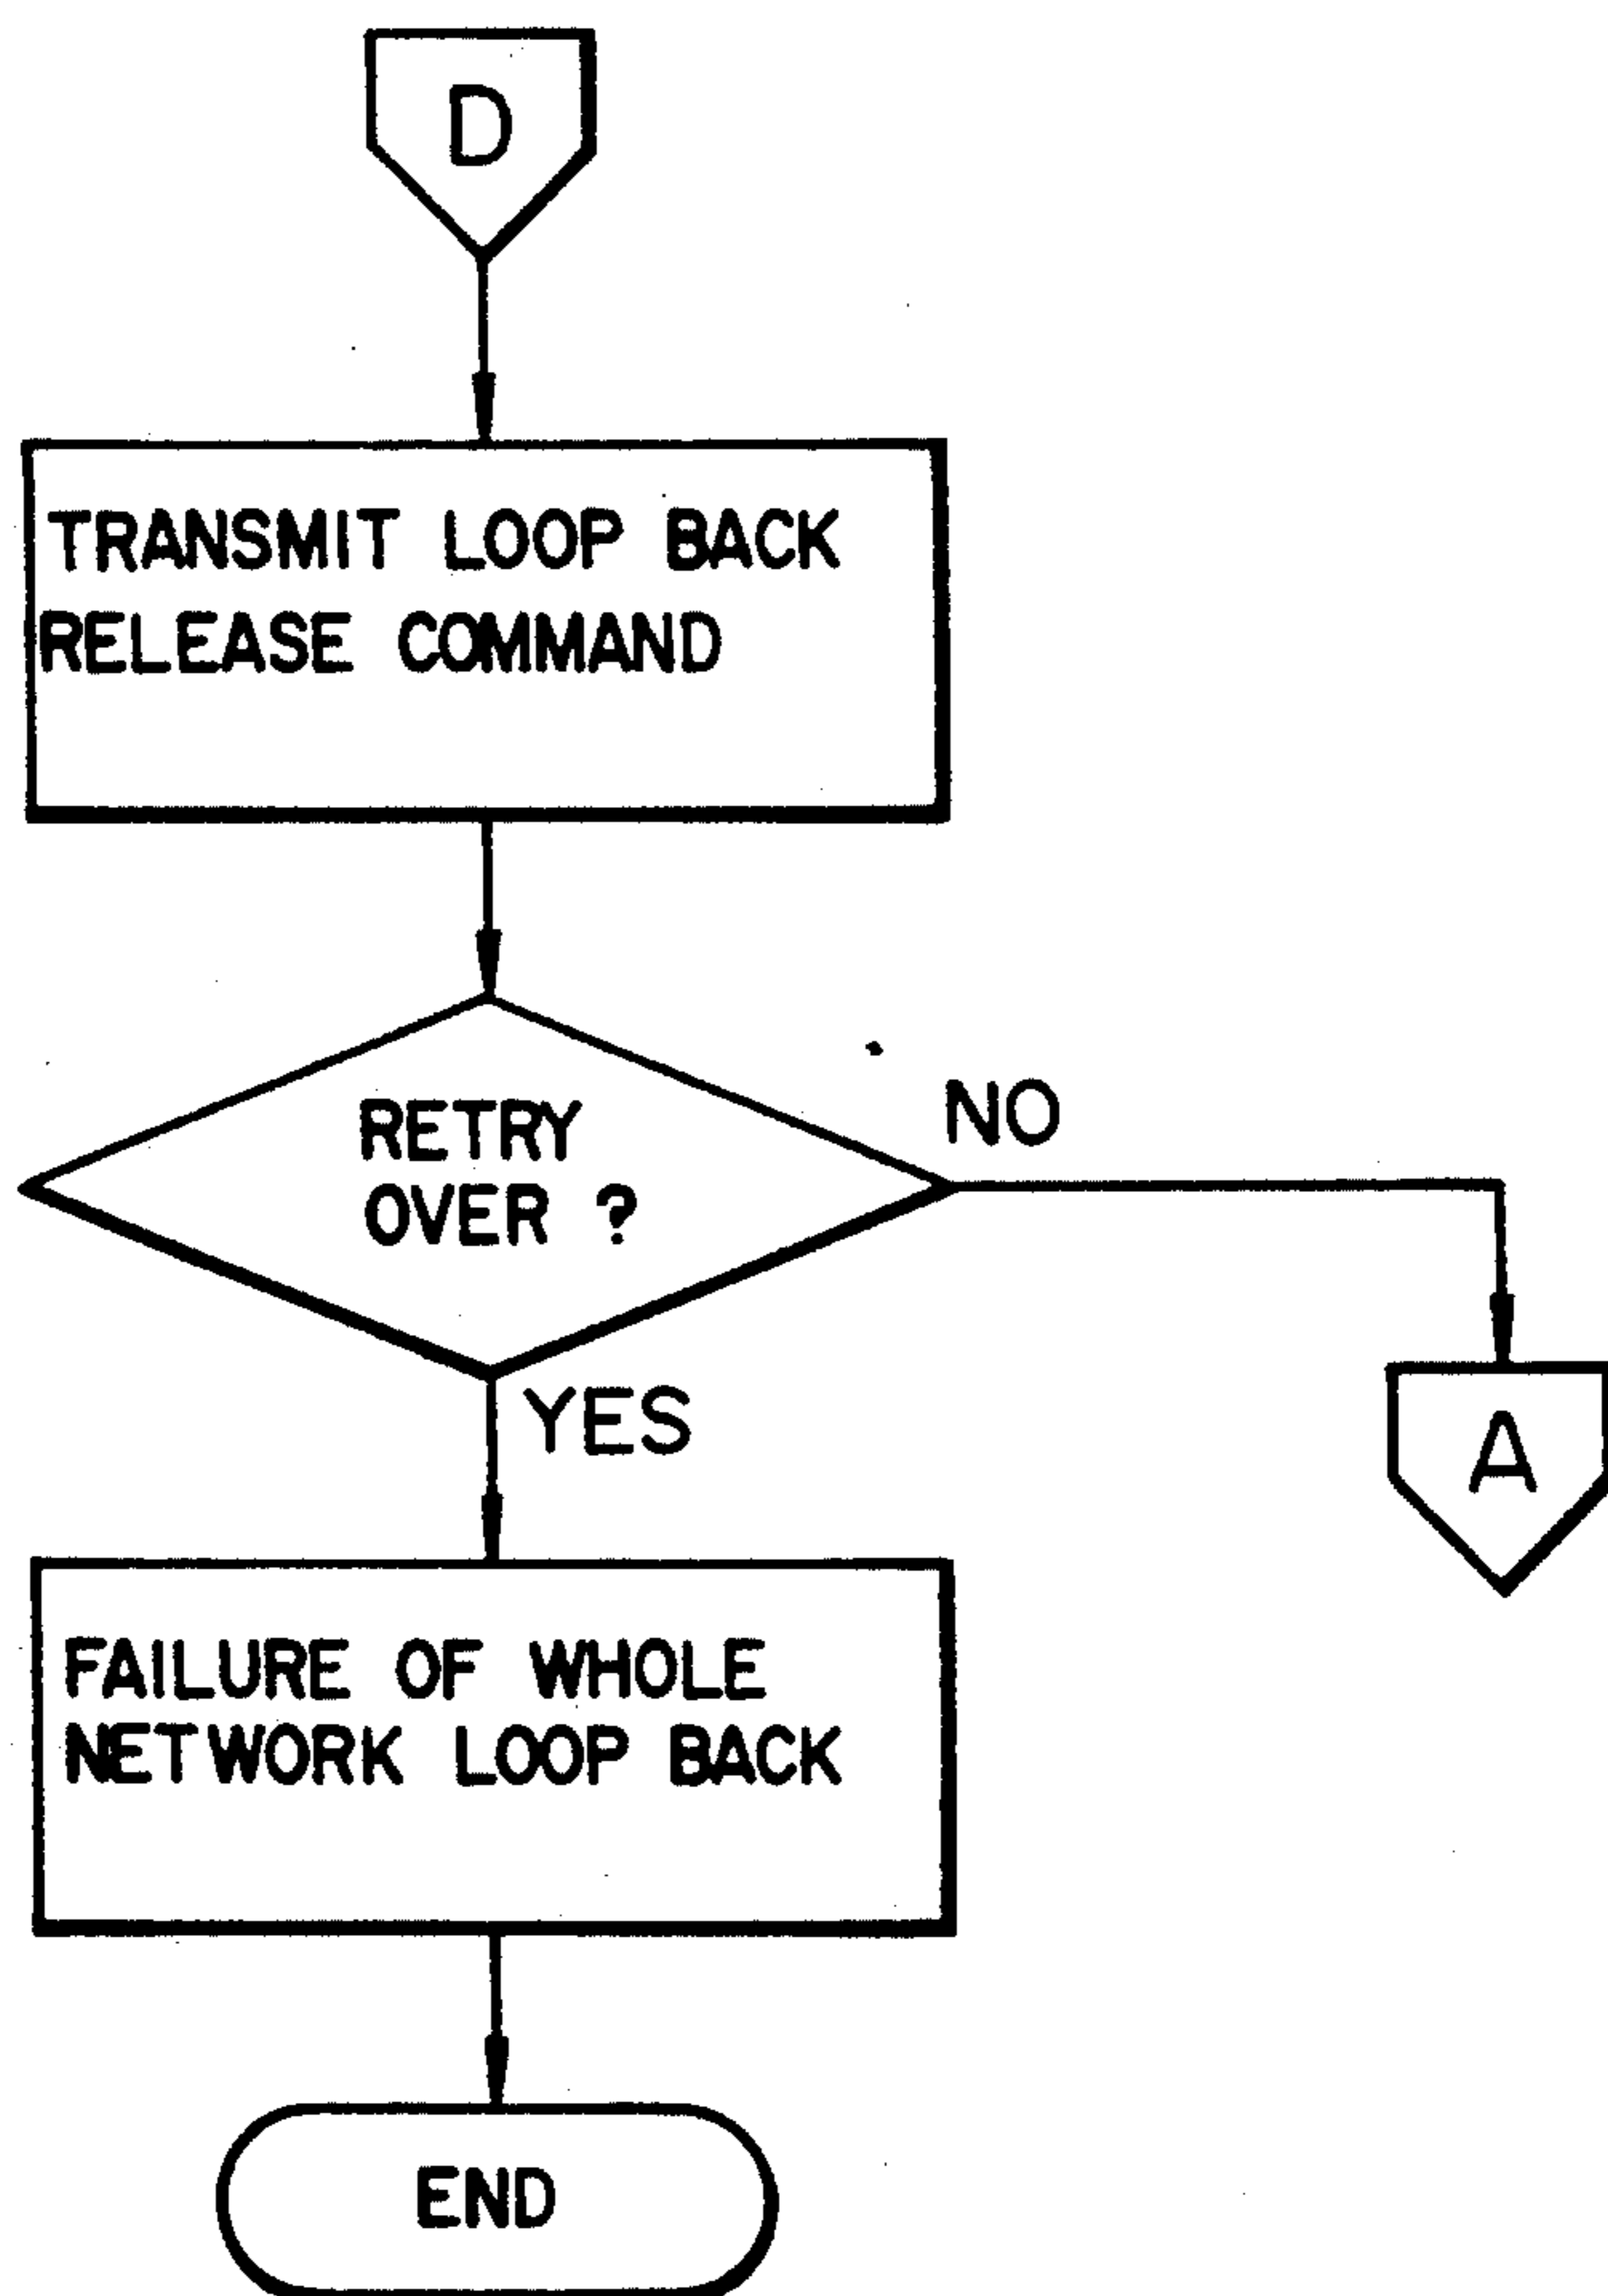 D
TRANSMIT LOOP BACK
RELEASE COMMAND
RETRY
OVER ?
NO
YES
A
FAILURE OF WHOLE
NETWORK LOOP BACK
END